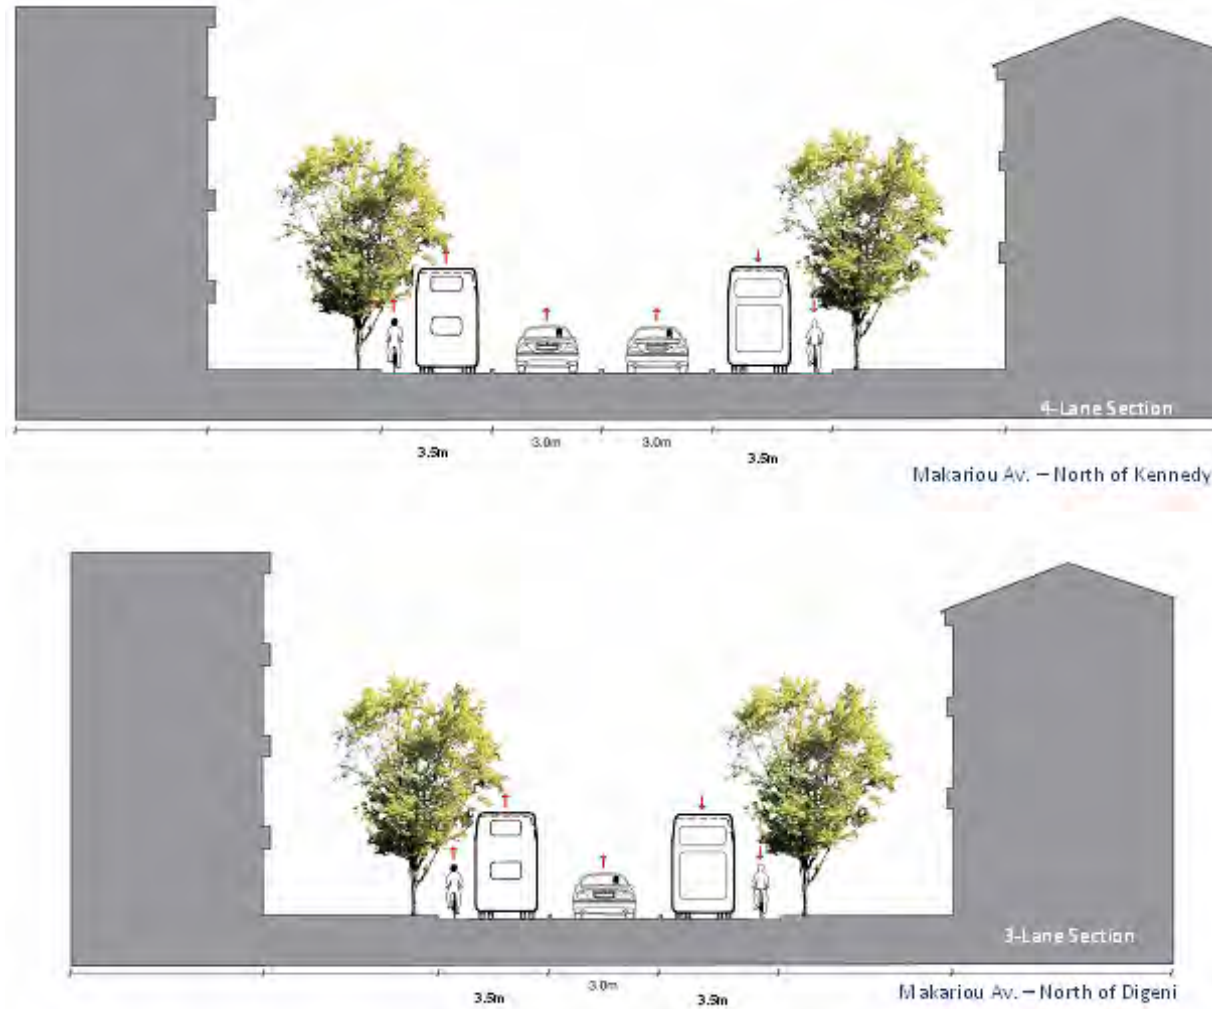 4-Lane Section
3.0m 3.0m
3.5m 3.5m
Makariou Av. – North of Kennedy
3-Lane Section
3.0m
3.5m 3.5m
Makariou Av. – North of Digeni